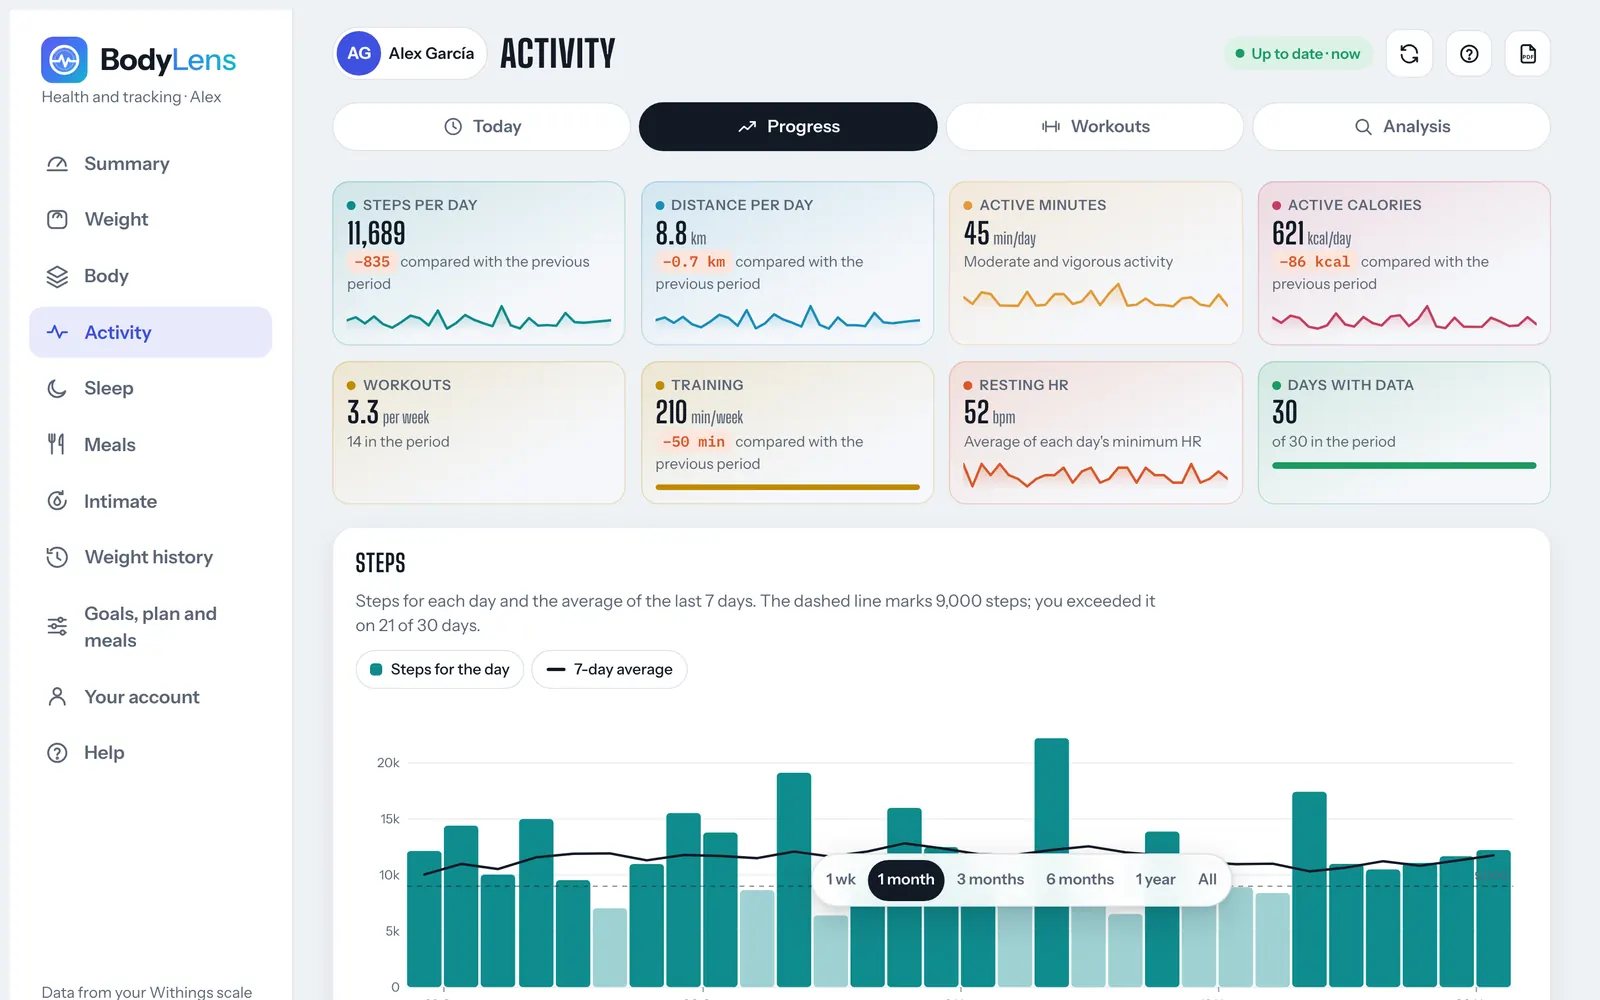 BodyLens
Health and tracking · Alex
Summary
Weight
Body
Activity
Sleep
Meals
Intimate
Weight history
Goals, plan and
meals
Your account
Help
Data from your Withings scale
AG Alex García
ACTIVITY
Up to date · now
PDF
Today
Progress
Workouts
Analysis
STEPS PER DAY
11,689
−835 compared with the previous
period
DISTANCE PER DAY
8.8 km
−0.7 km compared with the
previous period
ACTIVE MINUTES
45 min/day
Moderate and vigorous activity
ACTIVE CALORIES
621 kcal/day
−86 kcal compared with the
previous period
WORKOUTS
3.3 per week
14 in the period
TRAINING
210 min/week
−50 min compared with the
previous period
RESTING HR
52 bpm
Average of each day's minimum HR
DAYS WITH DATA
30
of 30 in the period
STEPS
Steps for each day and the average of the last 7 days. The dashed line marks 9,000 steps; you exceeded it
on 21 of 30 days.
Steps for the day
7-day average
20k
15k
10k
5k
0
1 wk
1 month
3 months
6 months
1 year
All